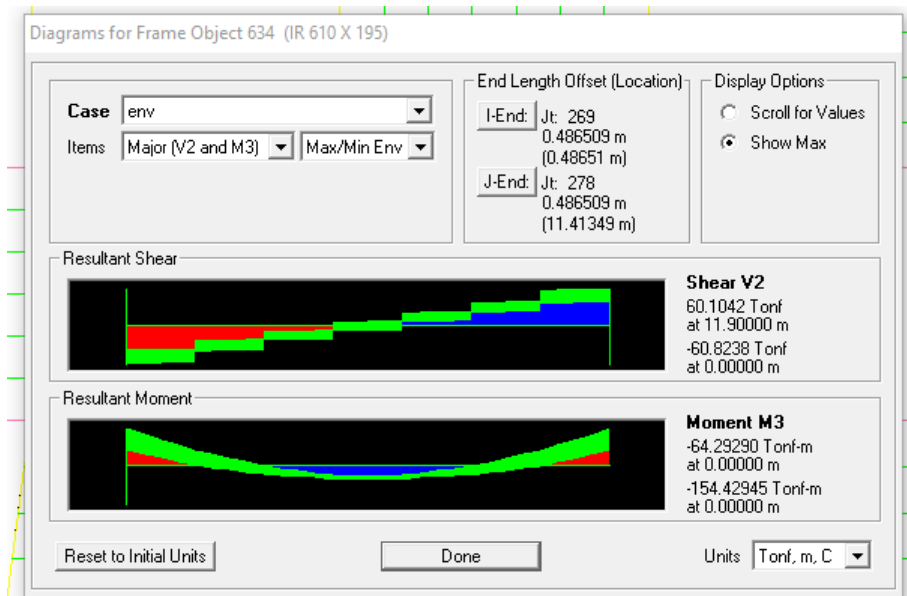 Diagrams for Frame Object 634 (IR 610 X 195)
Case env
Items Major (V2 and M3) Max/Min Env
End Length Offset (Location)
I-End: Jt: 269
0.486509 m
(0.48651 m)
J-End: Jt: 278
0.486509 m
(11.41349 m)
Display Options
Scroll for Values
Show Max
Resultant Shear
Shear V2
60.1042 Tonf
at 11.90000 m
-60.8238 Tonf
at 0.00000 m
Resultant Moment
Moment M3
-64.29290 Tonf-m
at 0.00000 m
-154.42945 Tonf-m
at 0.00000 m
Reset to Initial Units
Done
Units Tonf, m, C